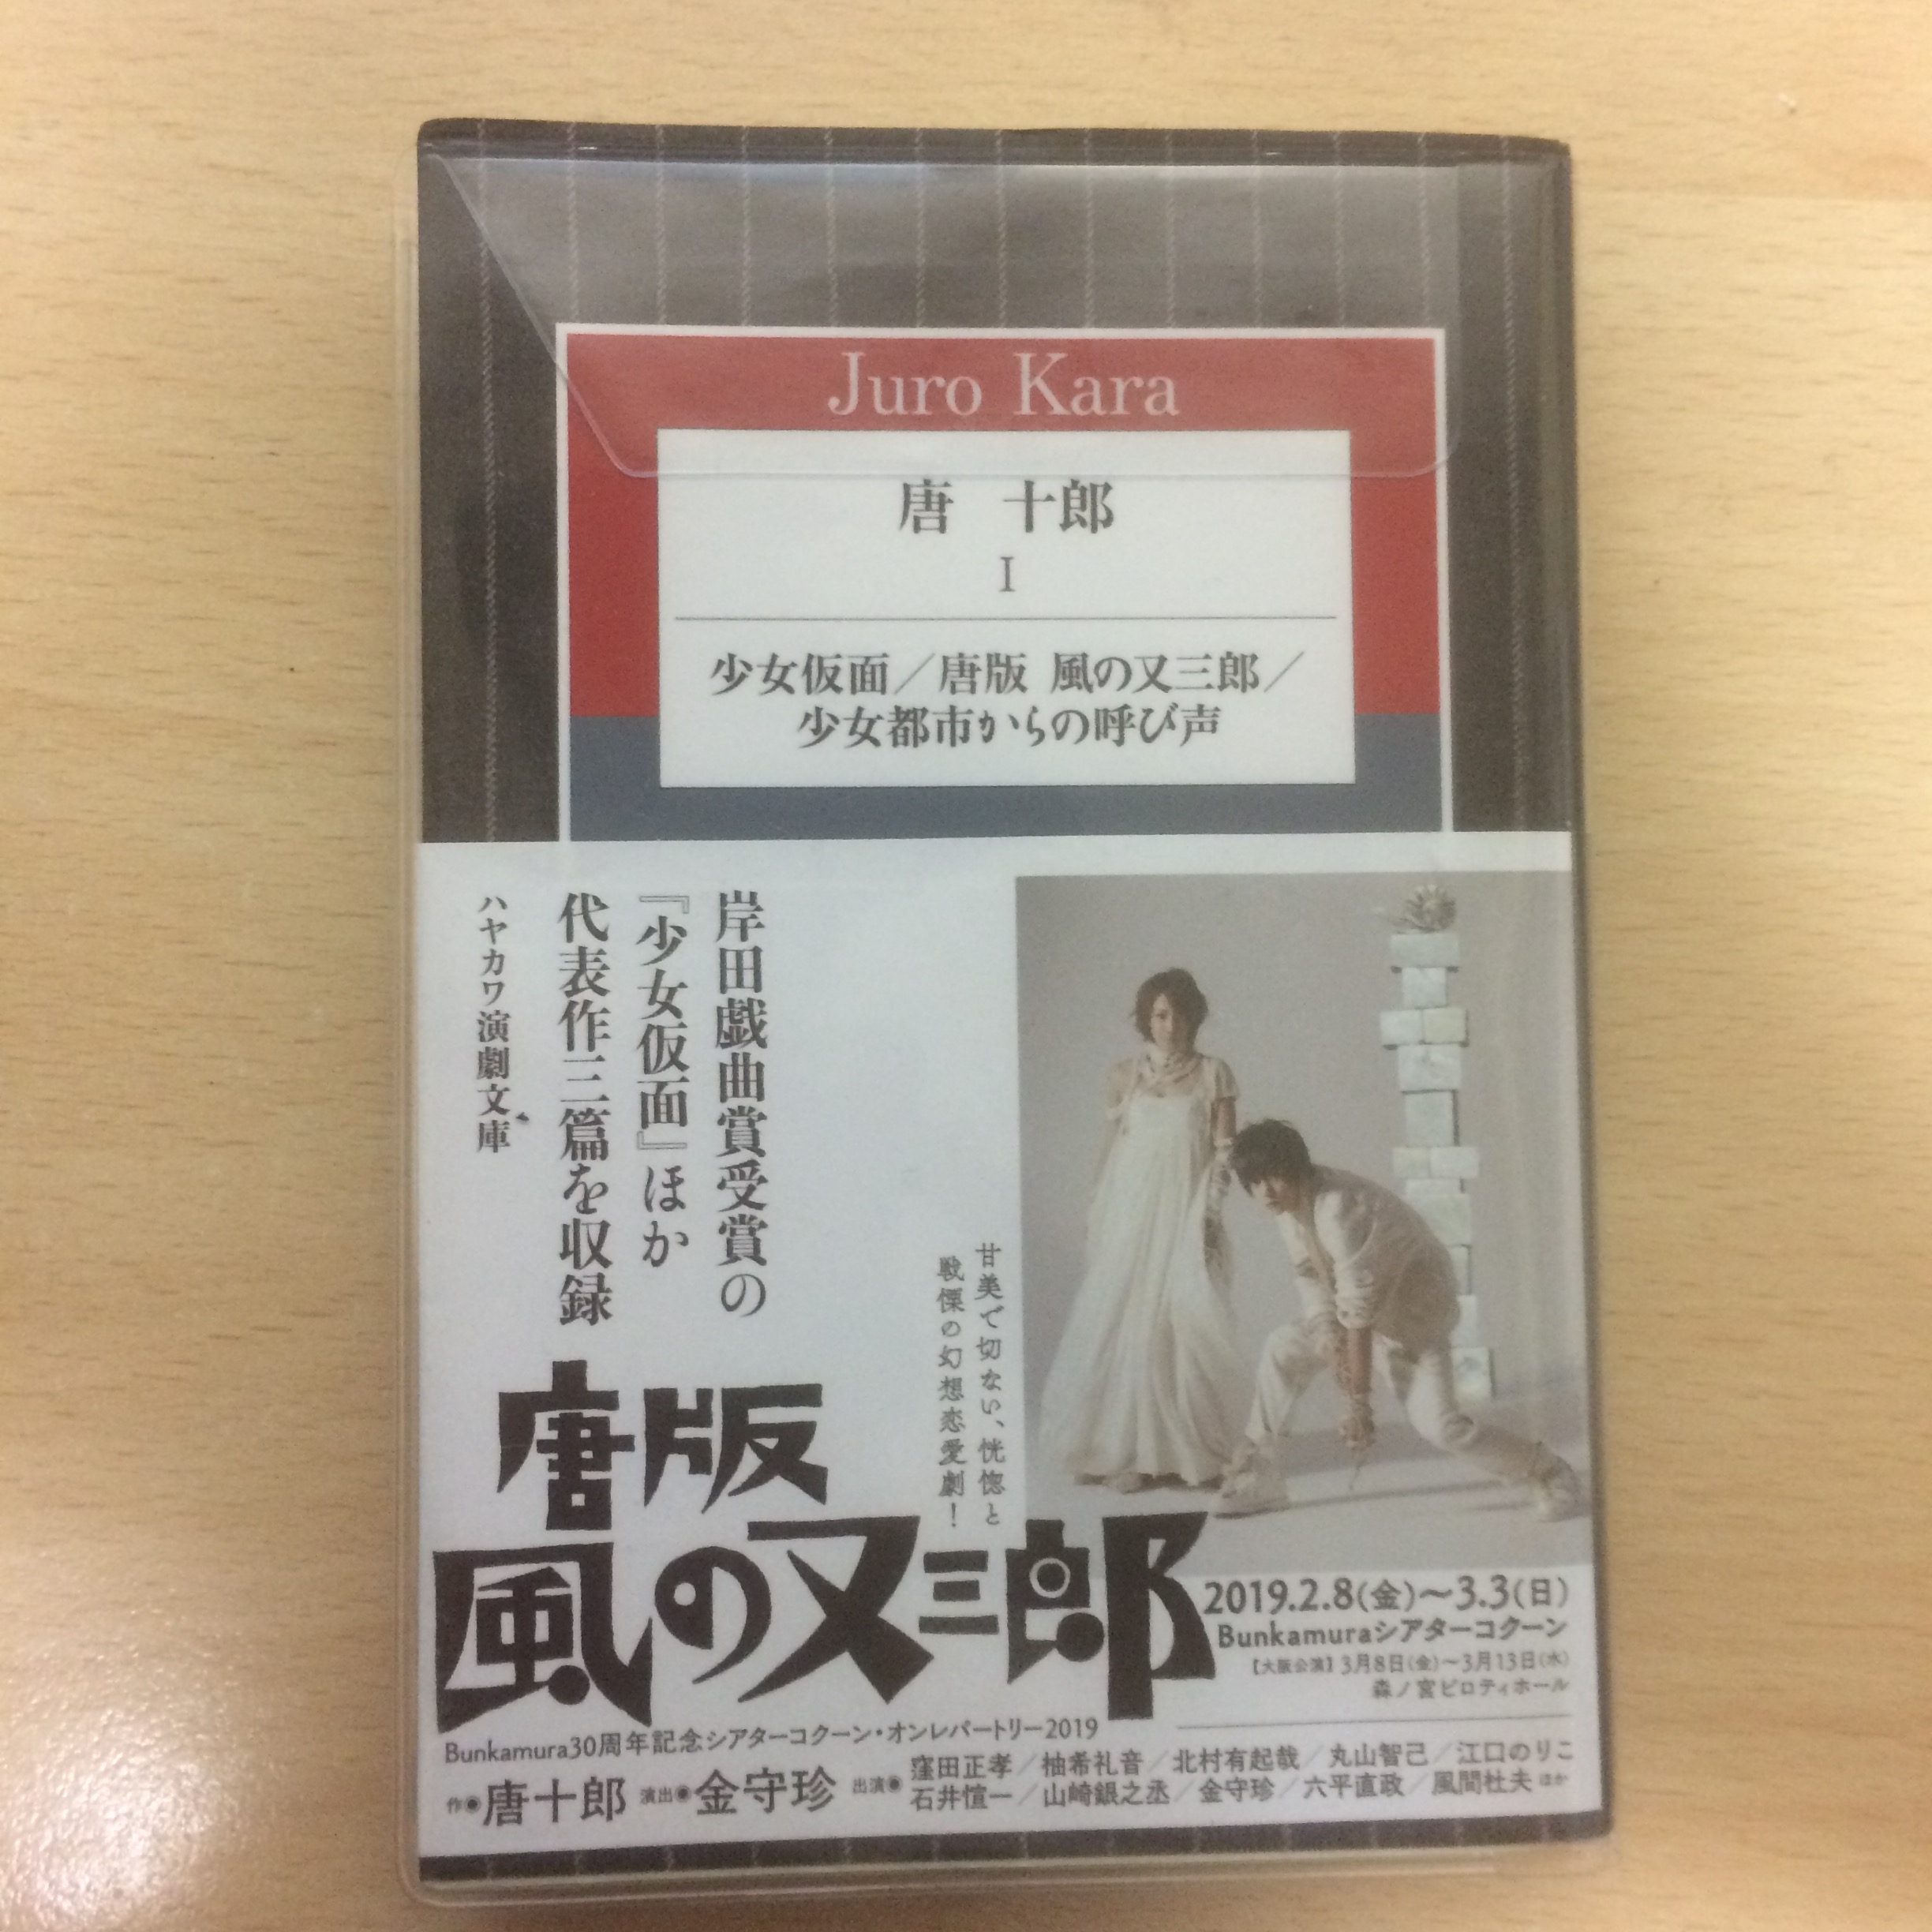 Juro Kara
唐 十郎
I
少女仮面／唐版 風の又三郎／
少女都市からの呼び声
岸田戯曲賞受賞の
『少女仮面』ほか
代表作三篇を収録
ハヤカワ演劇文庫
甘美で切ない、恍惚と
戦慄の幻想恋愛劇！
唐版
風の又三郎
2019.2.8(金)～3.3(日)
Bunkamuraシアターコクーン
【大阪公演】3月8日(金)～3月13日(水)
森ノ宮ピロティホール
Bunkamura30周年記念シアターコクーン・オンレパートリー2019
作◉唐十郎 演出◉金守珍 出演◉窪田正孝／柚希礼音／北村有起哉／丸山智己／江口のりこ
石井愃一／山崎銀之丞／金守珍／六平直政／風間杜夫 ほか